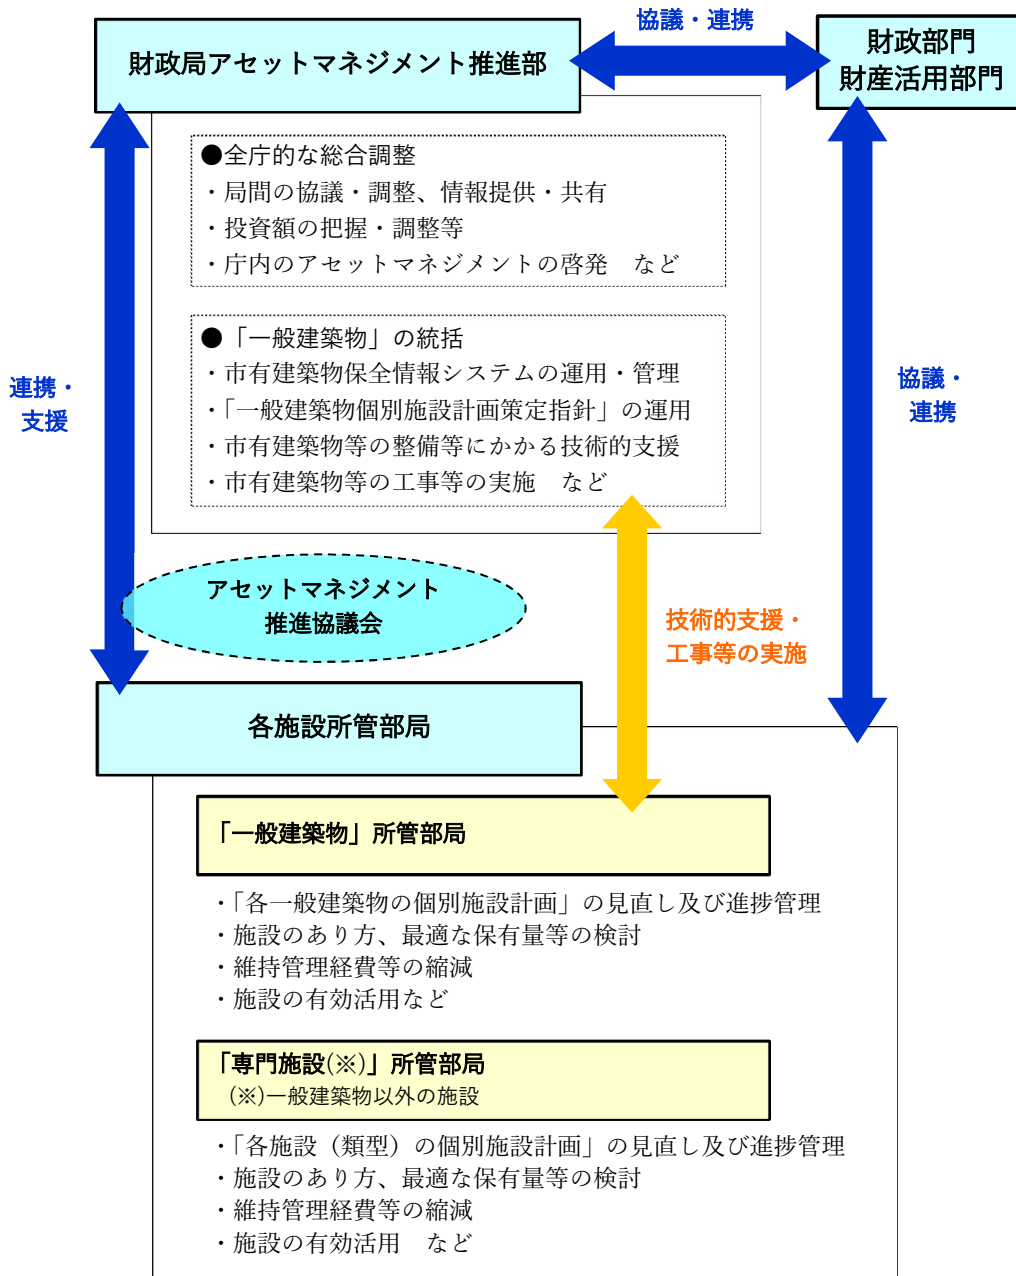 協議・連携
財政局アセットマネジメント推進部
財政部門
財産活用部門
●全庁的な総合調整
・局間の協議・調整、情報提供・共有
・投資額の把握・調整等
・庁内のアセットマネジメントの啓発　など
●「一般建築物」の統括
・市有建築物保全情報システムの運用・管理
・「一般建築物個別施設計画策定指針」の運用
・市有建築物等の整備等にかかる技術的支援
・市有建築物等の工事等の実施　など
連携・
支援
協議・
連携
アセットマネジメント
推進協議会
技術的支援・
工事等の実施
各施設所管部局
「一般建築物」所管部局
・「各一般建築物の個別施設計画」の見直し及び進捗管理
・施設のあり方、最適な保有量等の検討
・維持管理経費等の縮減
・施設の有効活用など
「専門施設(※)」所管部局
(※)一般建築物以外の施設
・「各施設（類型）の個別施設計画」の見直し及び進捗管理
・施設のあり方、最適な保有量等の検討
・維持管理経費等の縮減
・施設の有効活用　など